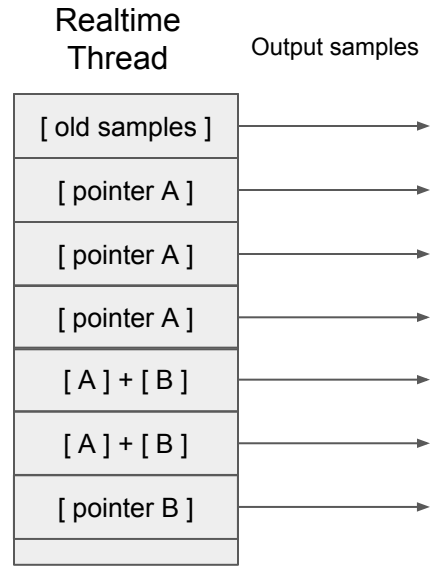 Realtime
Thread
Output samples
[ old samples ]
[ pointer A ]
[ pointer A ]
[ pointer A ]
[ A ] + [ B ]
[ A ] + [ B ]
[ pointer B ]